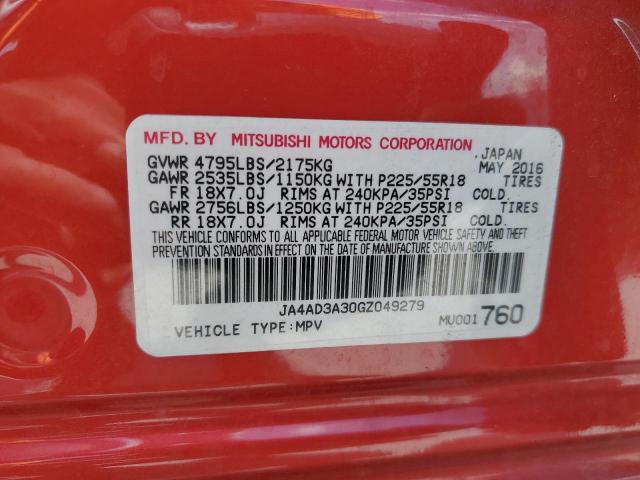 MFD. BY MITSUBISHI MOTORS CORPORATION
JAPAN
GVWR 4795LBS/2175KG MAY 2016
GAWR 2535LBS/1150KG WITH P225/55R18 TIRES
FR 18X7.0J RIMS AT 240KPA/35PSI COLD.
GAWR 2756LBS/1250KG WITH P225/55R18 TIRES
RR 18X7.0J RIMS AT 240KPA/35PSI COLD.
THIS VEHICLE CONFORMS TO ALL APPLICABLE FEDERAL MOTOR VEHICLE SAFETY AND THEFT
PREVENTION STANDARDS IN EFFECT ON THE DATE OF MANUFACTURE SHOWN ABOVE.
JA4AD3A30GZ049279
VEHICLE TYPE:MPV MU001 760